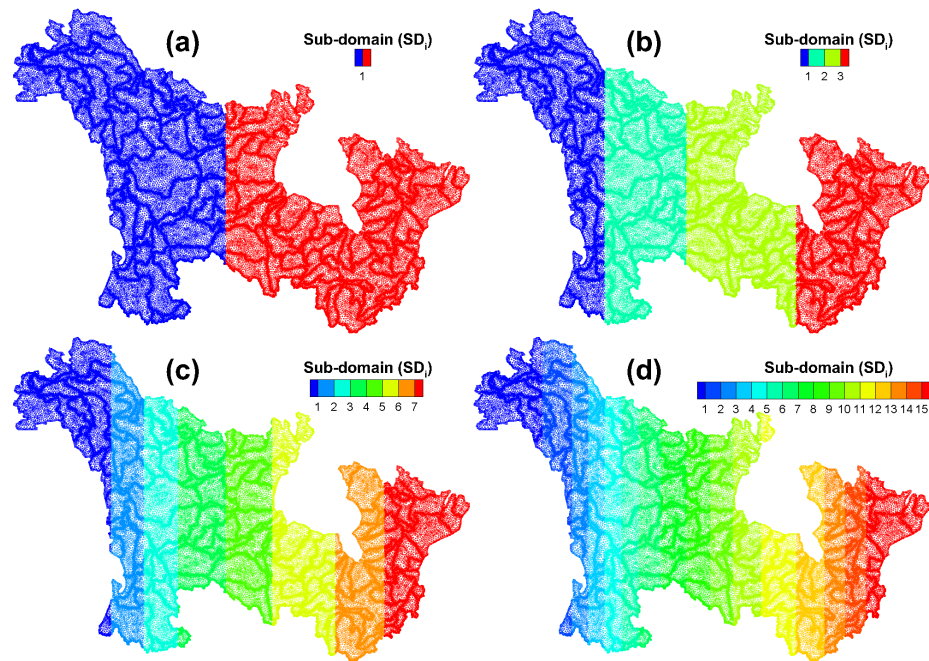 (a)
Sub-domain (SDi)
1
(b)
Sub-domain (SDi)
1 2 3
(c)
Sub-domain (SDi)
1 2 3 4 5 6 7
(d)
Sub-domain (SDi)
1 2 3 4 5 6 7 8 9 10 11 12 13 14 15